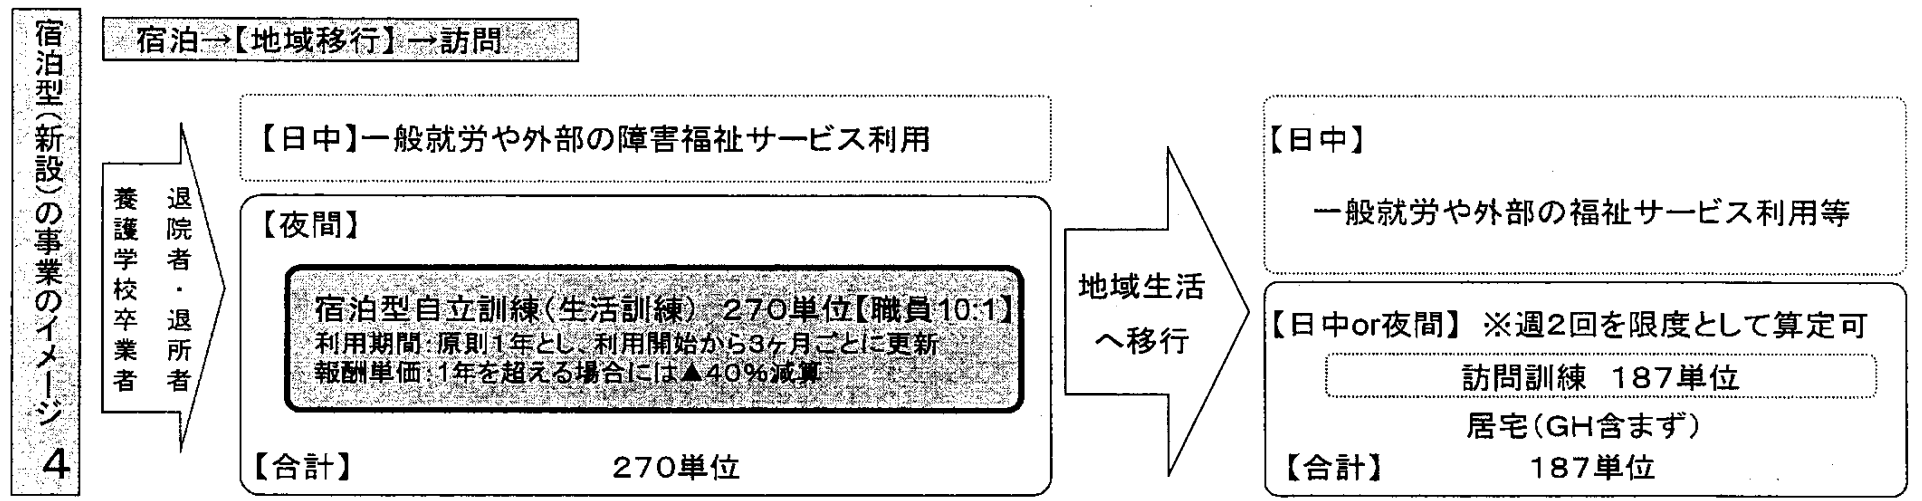 宿泊型(新設)の事業のイメージ 4
宿泊→【地域移行】→訪問
退院者・退所者
養護学校卒業者
【日中】一般就労や外部の障害福祉サービス利用
【夜間】
宿泊型自立訓練(生活訓練) 270単位【職員10:1】
利用期間:原則1年とし、利用開始から3ヶ月ごとに更新
報酬単価:1年を超える場合には▲40%減算
【合計】 270単位
地域生活
へ移行
【日中】
一般就労や外部の福祉サービス利用等
【日中or夜間】 ※週2回を限度として算定可
訪問訓練 187単位
居宅(GH含まず)
【合計】 187単位